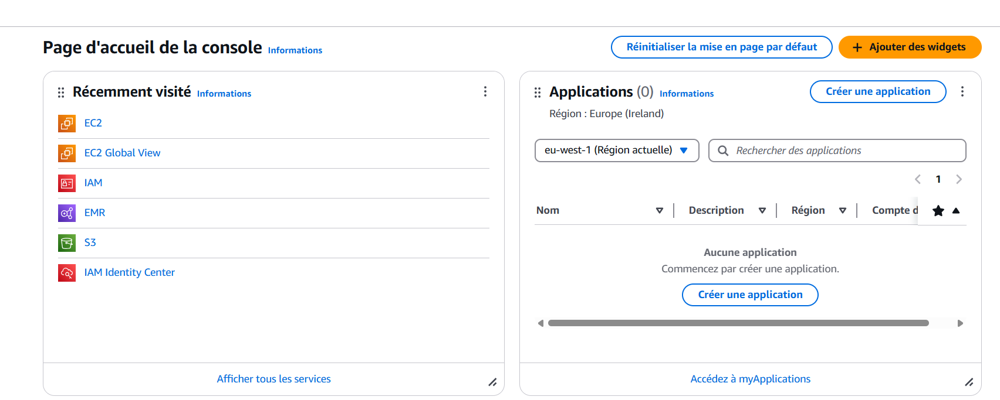 Page d'accueil de la console Informations
Réinitialiser la mise en page par défaut
Ajouter des widgets
Récemment visité Informations
EC2
EC2 Global View
IAM
EMR
S3
IAM Identity Center
Afficher tous les services
Applications (0) Informations
Créer une application
Région : Europe (Ireland)
eu-west-1 (Région actuelle)
Rechercher des applications
1
Nom Description Région Compte d
Aucune application
Commencez par créer une application.
Créer une application
Accédez à myApplications